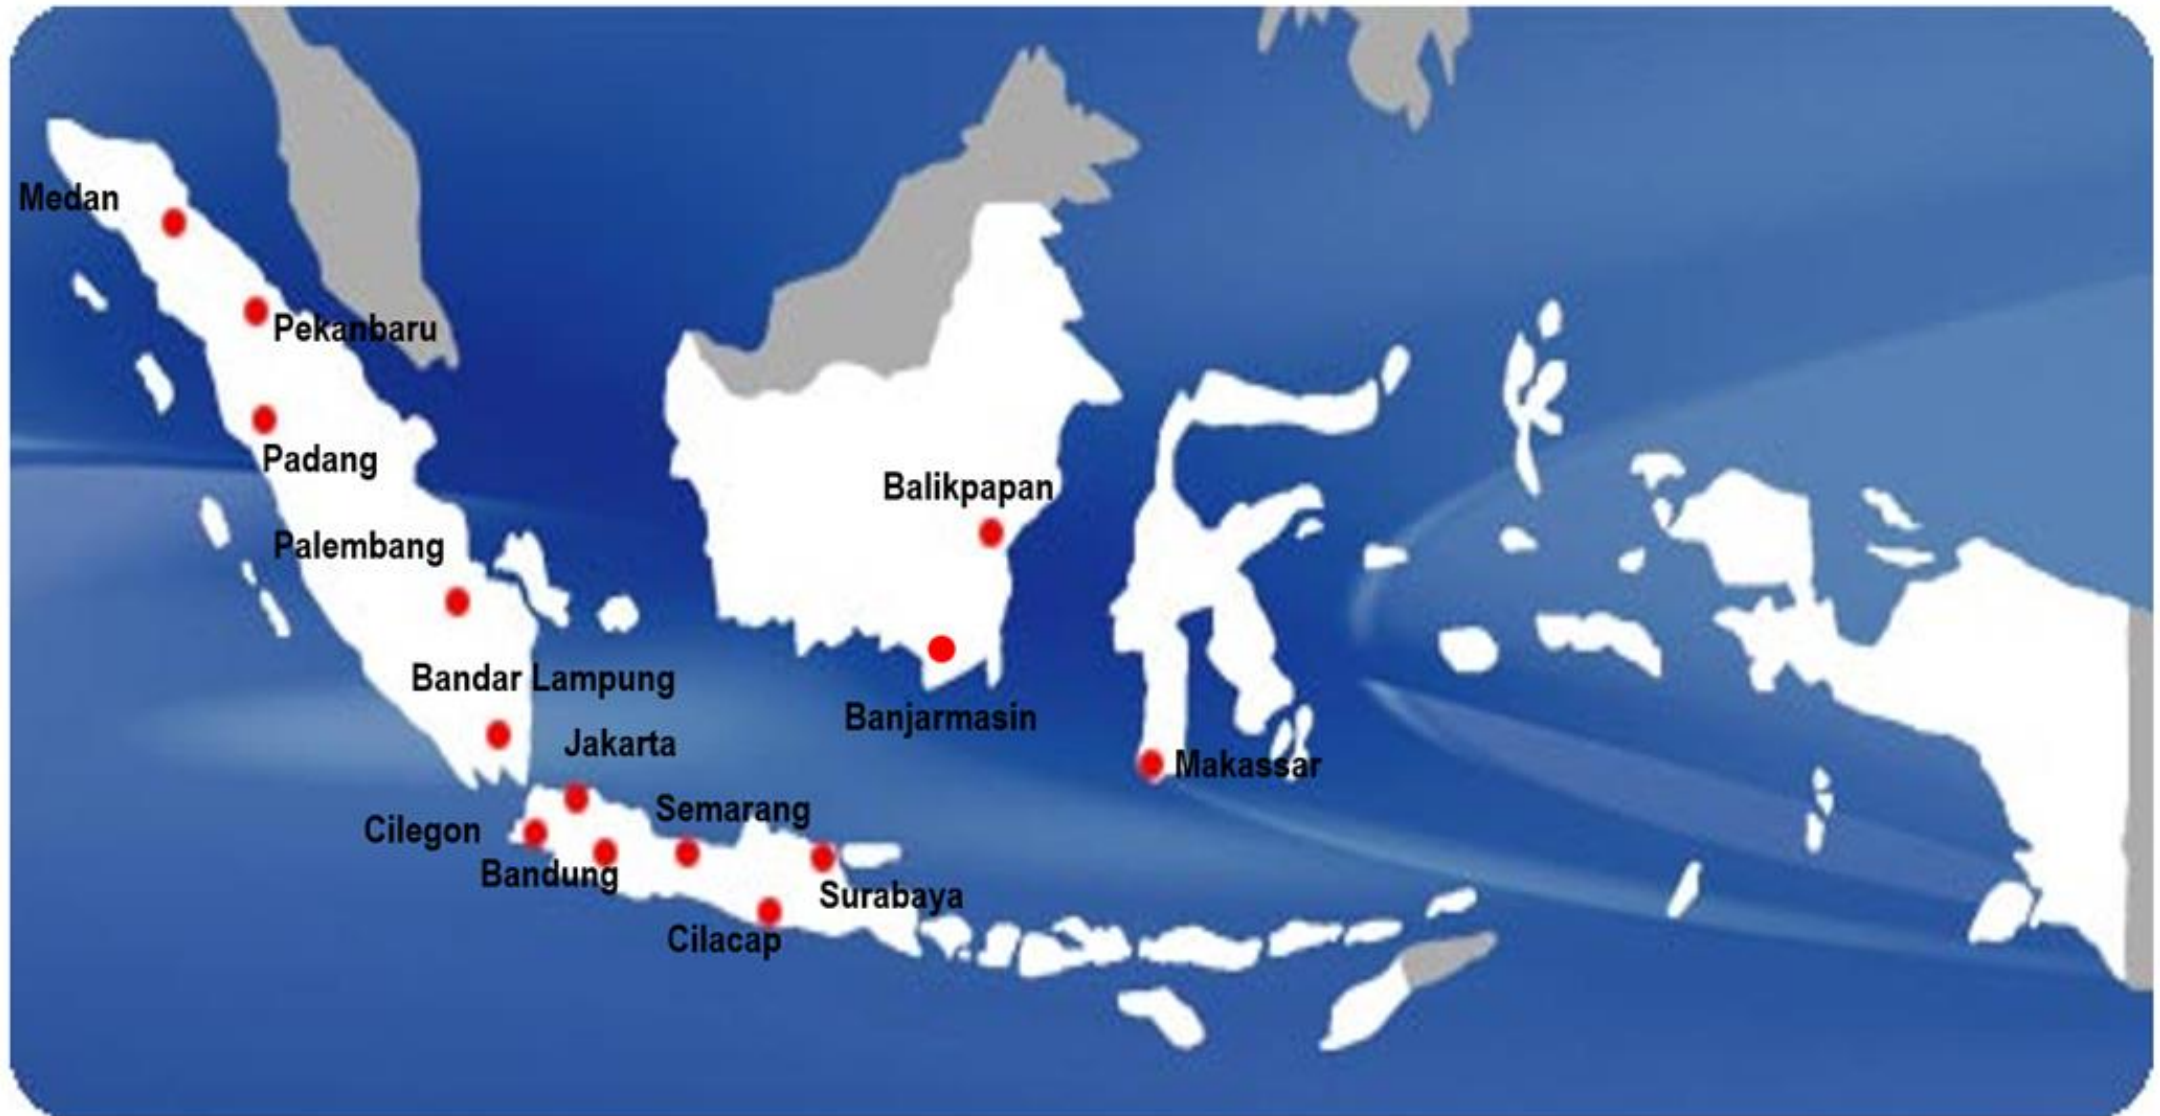 Medan
Pekanbaru
Padang
Balikpapan
Palembang
Bandar Lampung
Banjarmasin
Jakarta
Makassar
Semarang
Cilegon
Bandung
Surabaya
Cilacap